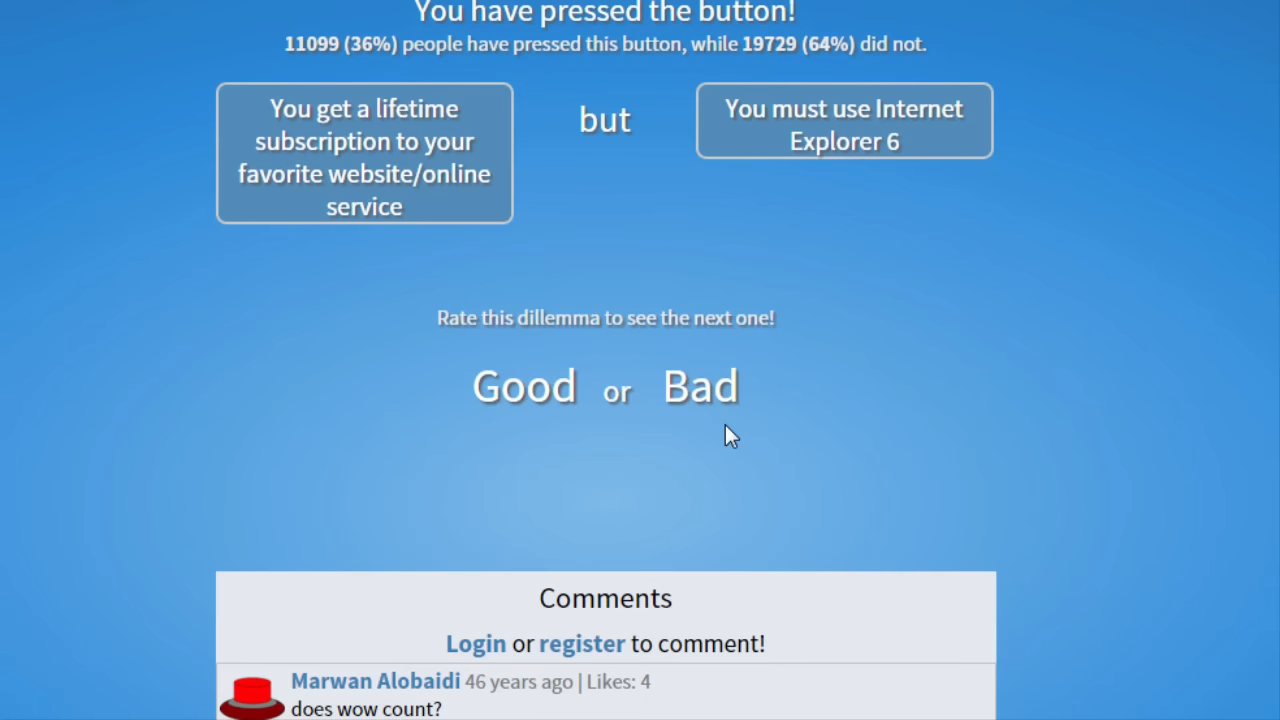 You have pressed the button!
11099 (36%) people have pressed this button, while 19729 (64%) did not.
You get a lifetime
subscription to your
favorite website/online
service
but
You must use Internet
Explorer 6
Rate this dillemma to see the next one!
Good or Bad
Comments
Login or register to comment!
Marwan Alobaidi 46 years ago | Likes: 4
does wow count?